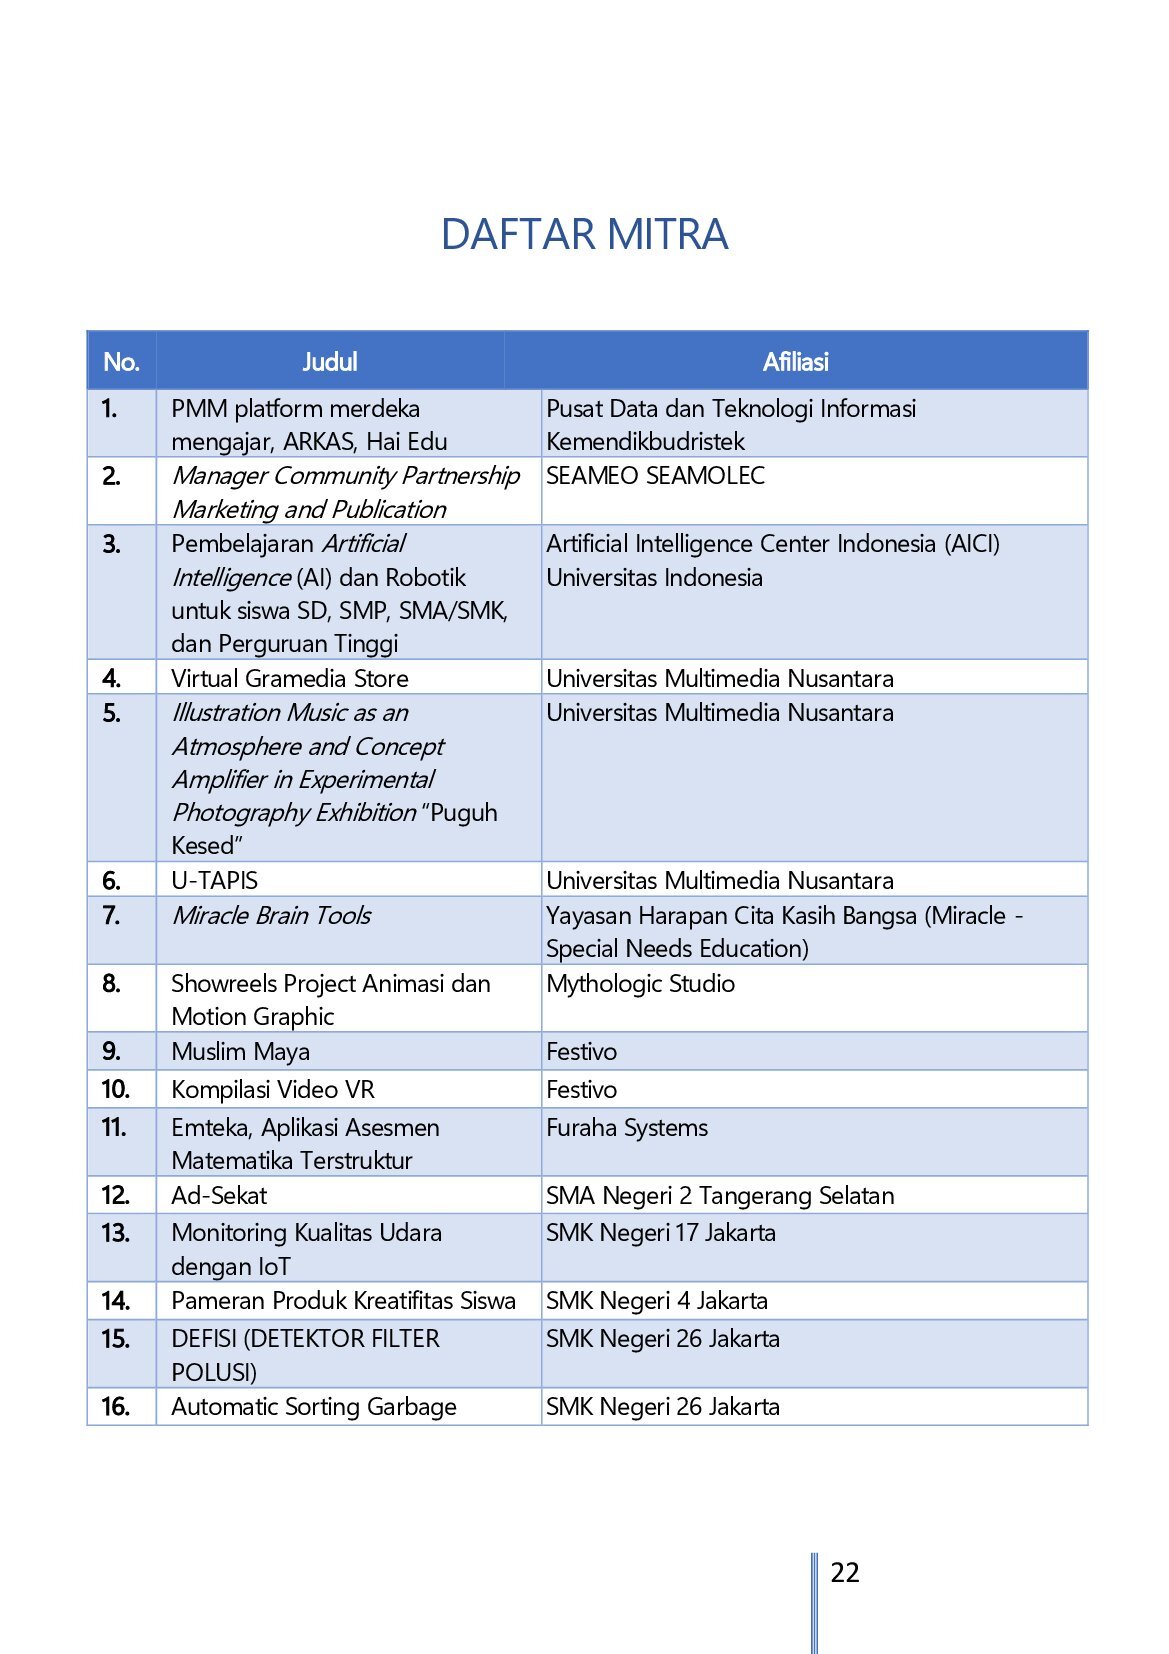 DAFTAR MITRA
No. Judul Afiliasi
1. PMM platform merdeka Pusat Data dan Teknologi Informasi
mengajar, ARKAS, Hai Edu Kemendikbudristek
2. Manager Community Partnership SEAMEO SEAMOLEC
Marketing and Publication
3. Pembelajaran Artificial Artificial Intelligence Center Indonesia (AICI)
Intelligence (AI) dan Robotik Universitas Indonesia
untuk siswa SD, SMP, SMA/SMK,
dan Perguruan Tinggi
4. Virtual Gramedia Store Universitas Multimedia Nusantara
5. Illustration Music as an Universitas Multimedia Nusantara
Atmosphere and Concept
Amplifier in Experimental
Photography Exhibition "Puguh
Kesed"
6. U-TAPIS Universitas Multimedia Nusantara
7. Miracle Brain Tools Yayasan Harapan Cita Kasih Bangsa (Miracle -
Special Needs Education)
8. Showreels Project Animasi dan Mythologic Studio
Motion Graphic
9. Muslim Maya Festivo
10. Kompilasi Video VR Festivo
11. Emteka, Aplikasi Asesmen Furaha Systems
Matematika Terstruktur
12. Ad-Sekat SMA Negeri 2 Tangerang Selatan
13. Monitoring Kualitas Udara SMK Negeri 17 Jakarta
dengan IoT
14. Pameran Produk Kreatifitas Siswa SMK Negeri 4 Jakarta
15. DEFISI (DETEKTOR FILTER SMK Negeri 26 Jakarta
POLUSI)
16. Automatic Sorting Garbage SMK Negeri 26 Jakarta
22